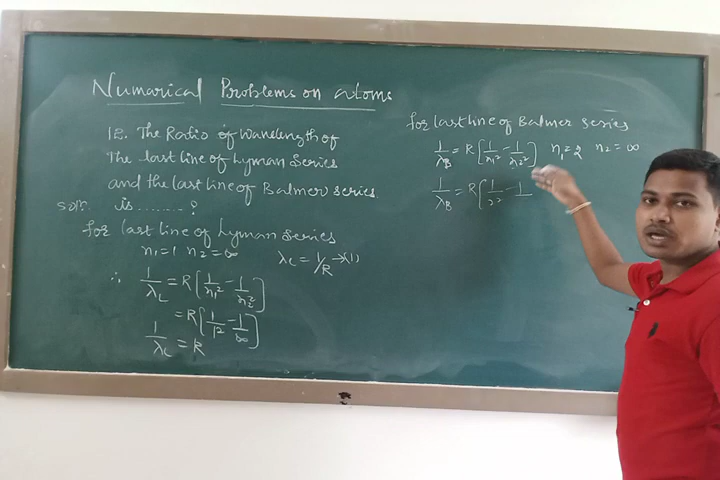 Numarical Problems on atoms
12. The Ratio of Wavelength of
The last line of Lyman Series
and the last line of Balmer series
is ........ ?
soln.
for last line of Lyman Series
n₁=1 n₂=∞
λL = 1/R →(1)
∴ 1/λL = R[1/n₁² - 1/n₂²]
= R[1/1² - 1/∞]
1/λL = R
for last line of Balmer series
1/λB = R[1/n₁² - 1/n₂²] n₁=2 n₂=∞
1/λB = R[1/2² - 1